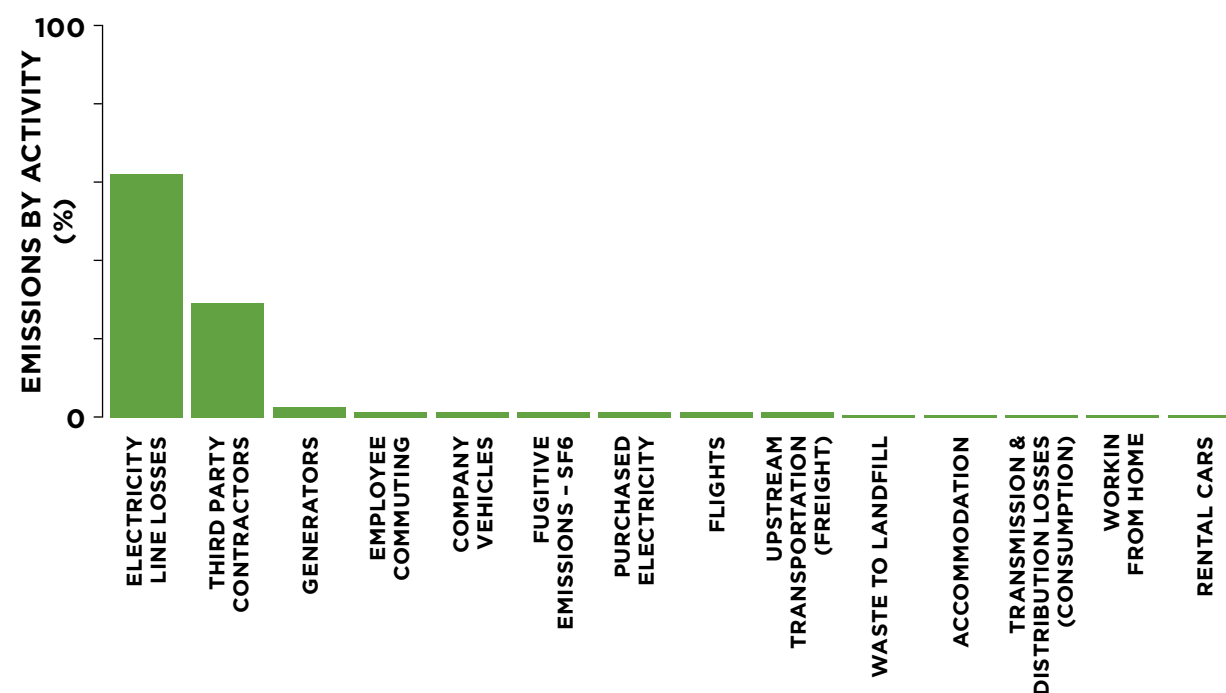 100
EMISSIONS BY ACTIVITY
(%)
0
ELECTRICITY
LINE LOSSES
THIRD PARTY
CONTRACTORS
GENERATORS
EMPLOYEE
COMMUTING
COMPANY
VEHICLES
FUGITIVE
EMISSIONS – SF6
PURCHASED
ELECTRICITY
FLIGHTS
UPSTREAM
TRANSPORTATION
(FREIGHT)
WASTE TO LANDFILL
ACCOMMODATION
TRANSMISSION &
DISTRIBUTION LOSSES
(CONSUMPTION)
WORKIN
FROM HOME
RENTAL CARS